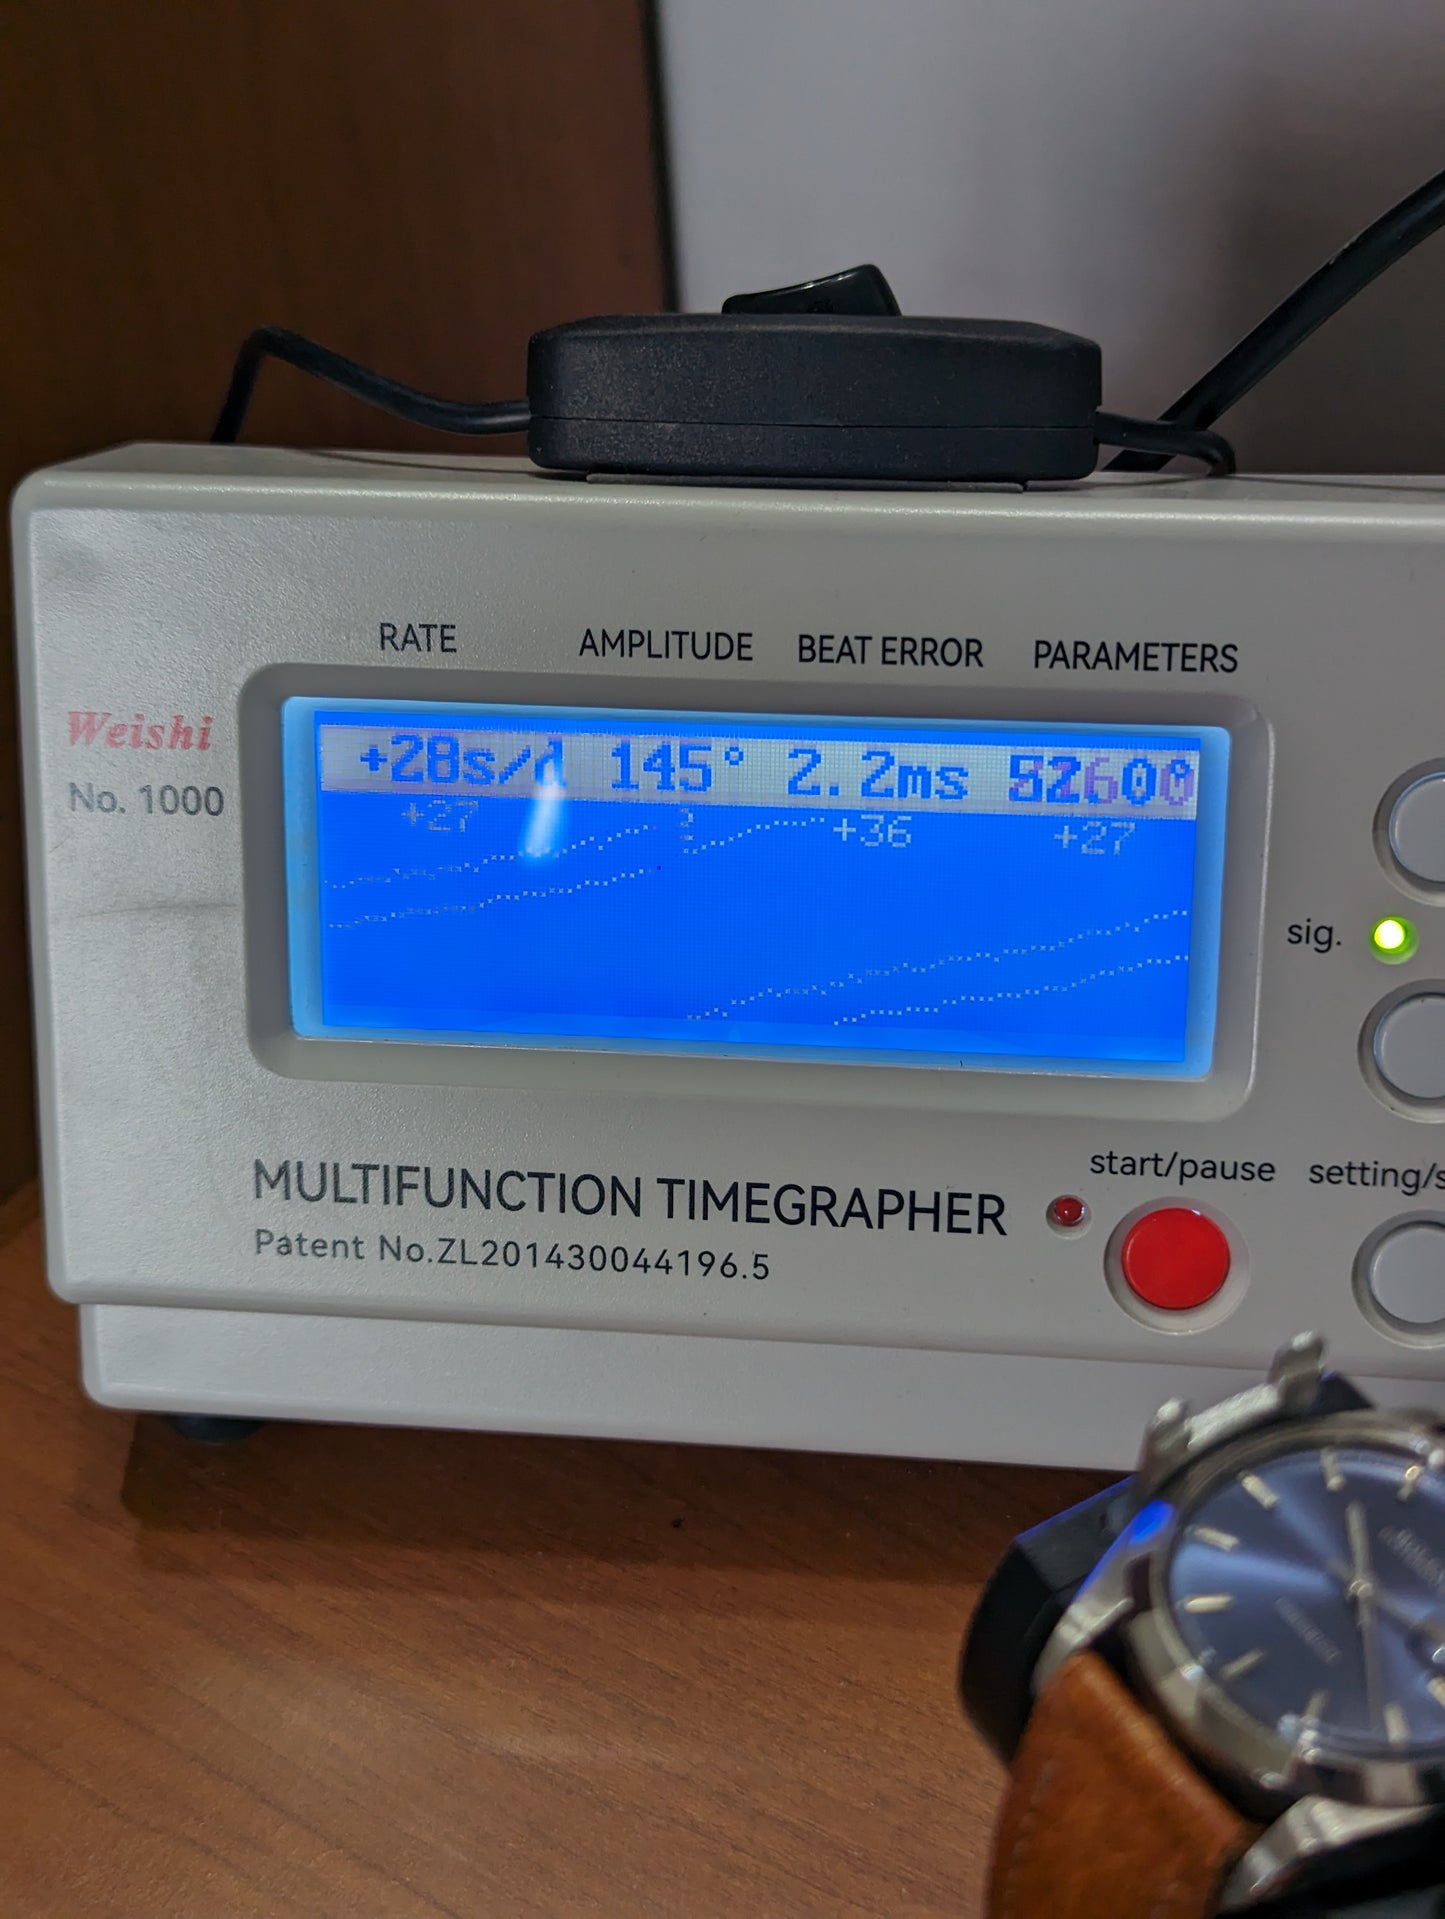 RATE AMPLITUDE BEAT ERROR PARAMETERS
Weishi
No. 1000
+28s/d 145° 2.2ms
+27 +36 +27
sig.
MULTIFUNCTION TIMEGRAPHER
Patent No.ZL201430044196.5
start/pause setting/s